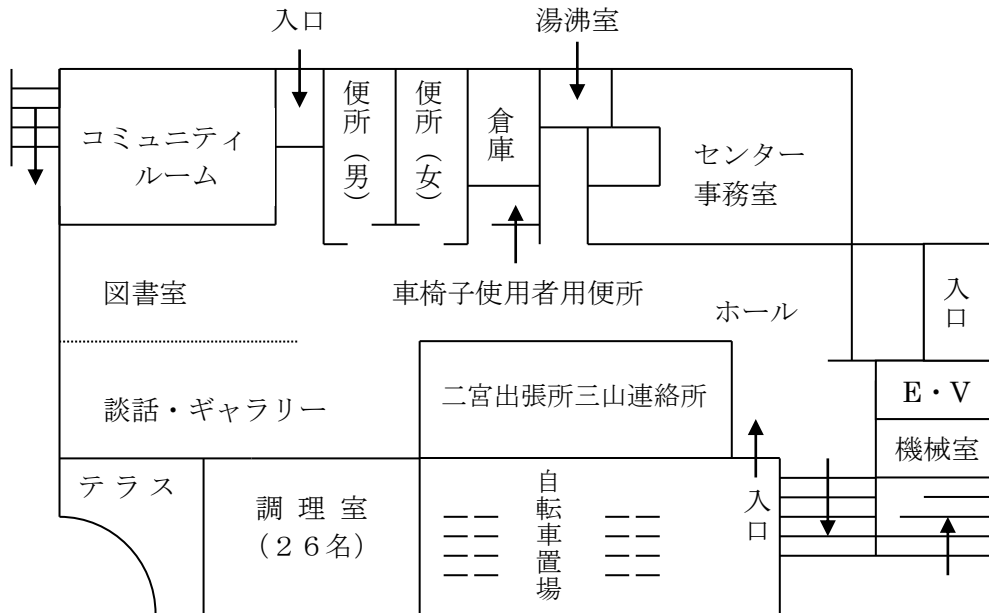 入口
湯沸室
便所(男)
便所(女)
倉庫
コミュニティ
ルーム
センター
事務室
図書室
車椅子使用者用便所
ホール
入口
談話・ギャラリー
二宮出張所三山連絡所
E・V
機械室
テラス
調理室
(26名)
自転車置場
入口